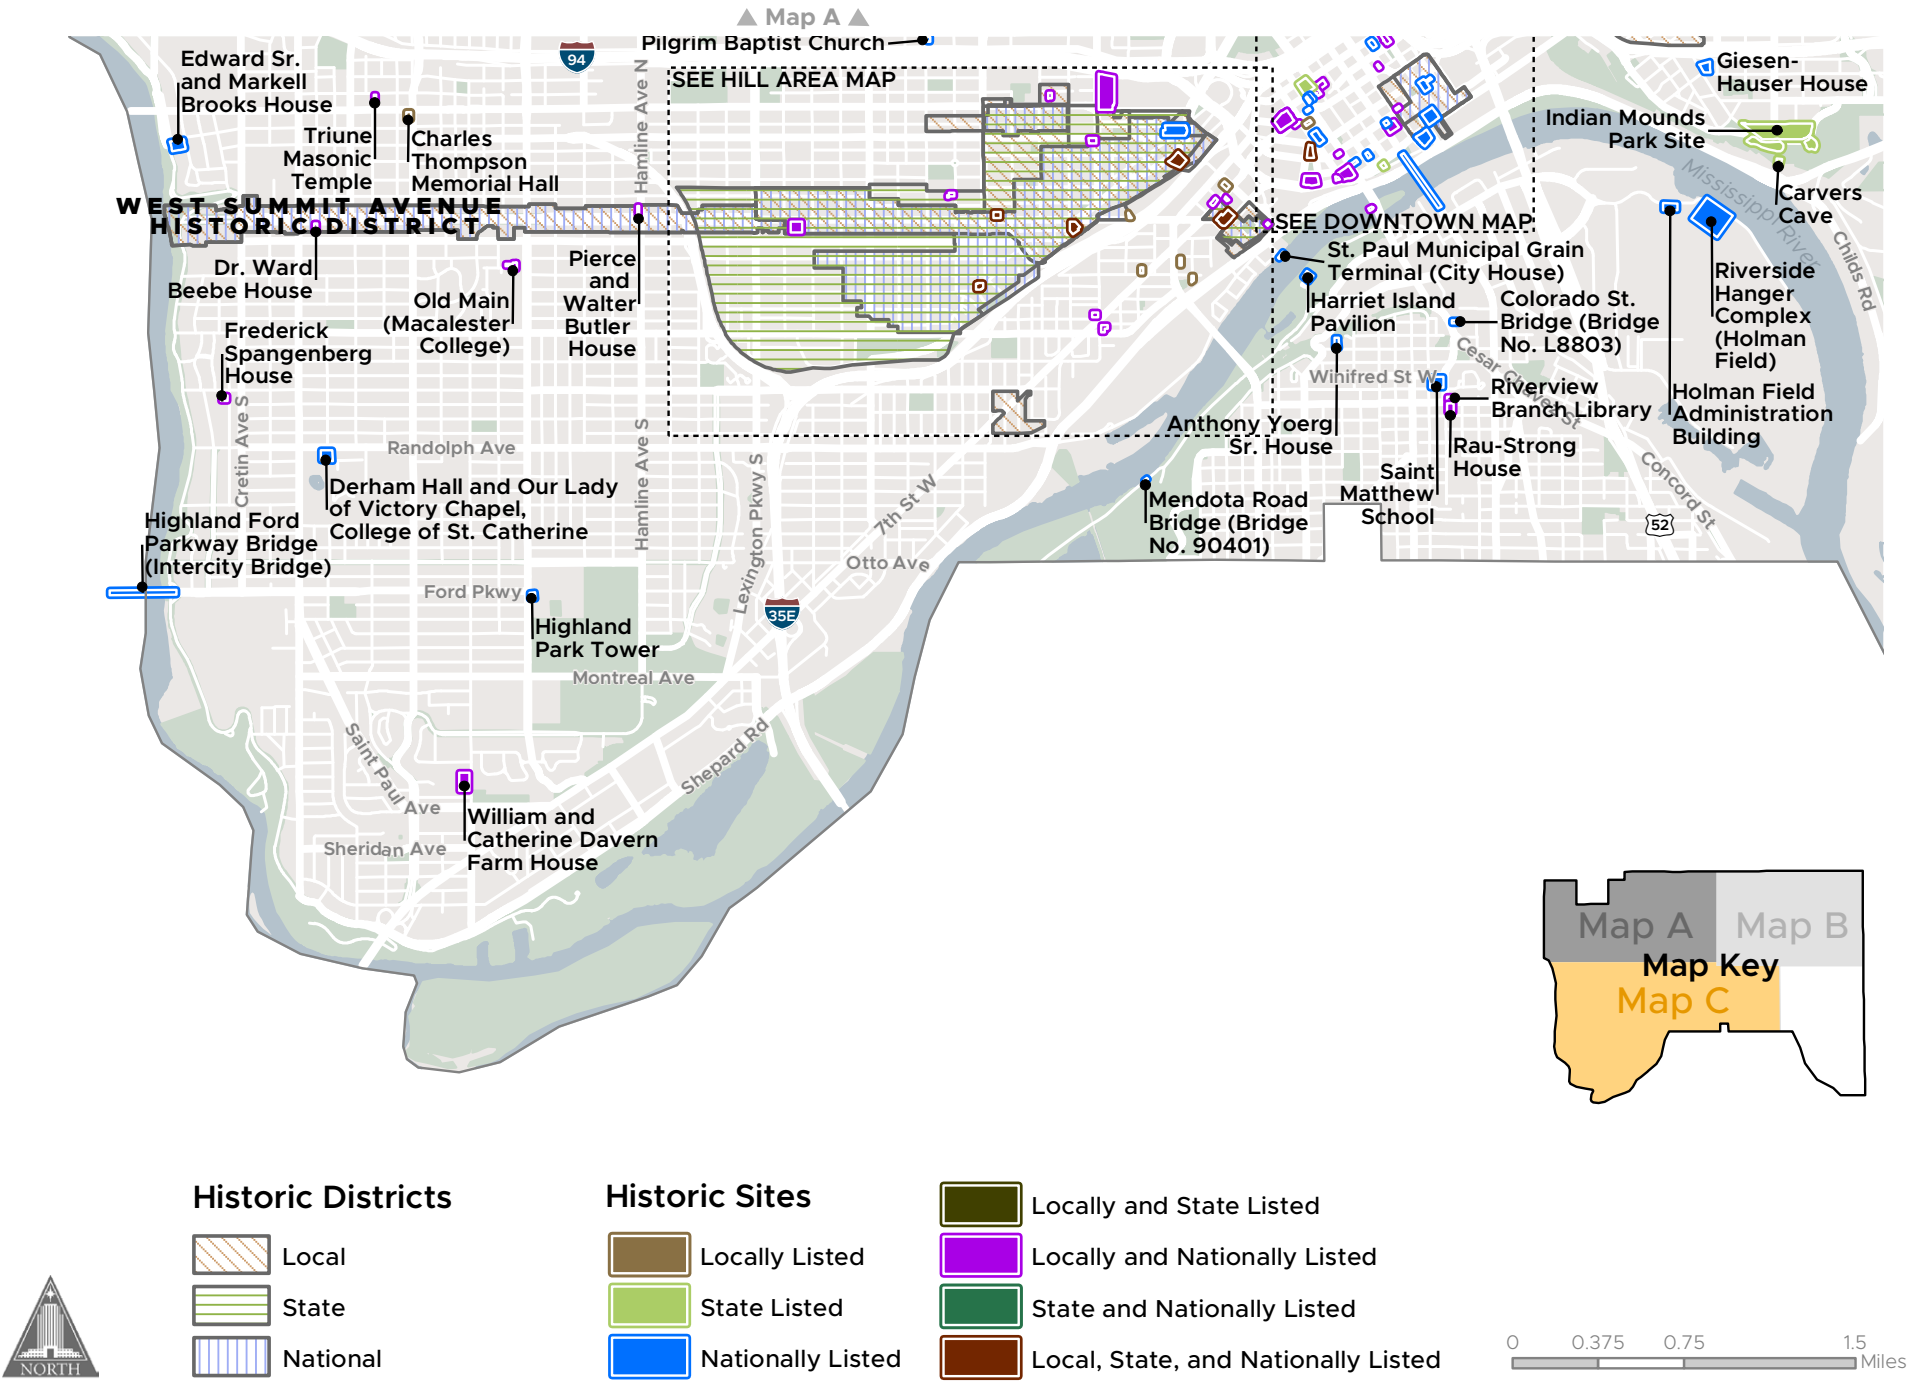 ▲ Map A ▲
Pilgrim Baptist Church
Edward Sr.
and Markell
Brooks House
94
SEE HILL AREA MAP
Hamline Ave N
Giesen-
Hauser House
Indian Mounds
Park Site
Triune
Masonic
Temple
Charles
Thompson
Memorial Hall
Mississippi River
Carvers
Cave
WEST SUMMIT AVENUE
HISTORIC DISTRICT
SEE DOWNTOWN MAP
Dr. Ward
Beebe House
Old Main
(Macalester
College)
Pierce
and
Walter
Butler
House
St. Paul Municipal Grain
Terminal (City House)
Harriet Island
Pavilion
Colorado St.
Bridge (Bridge
No. L8803)
Riverside
Hanger
Complex
(Holman
Field)
Childs Rd
Frederick
Spangenberg
House
Cesar Chavez St
Winifred St W
Riverview
Branch Library
Holman Field
Administration
Building
Cretin Ave S
Randolph Ave
Hamline Ave S
Lexington Pkwy S
Anthony Yoerg
Sr. House
Rau-Strong
House
Saint
Matthew
School
Concord St
52
Derham Hall and Our Lady
of Victory Chapel,
College of St. Catherine
7th St W
Mendota Road
Bridge (Bridge
No. 90401)
Highland Ford
Parkway Bridge
(Intercity Bridge)
Otto Ave
Ford Pkwy
35E
Highland
Park Tower
Montreal Ave
Saint Paul Ave
Shepard Rd
William and
Catherine Davern
Farm House
Sheridan Ave
Map A
Map B
Map Key
Map C
Historic Districts
Local
State
National
Historic Sites
Locally Listed
State Listed
Nationally Listed
Locally and State Listed
Locally and Nationally Listed
State and Nationally Listed
Local, State, and Nationally Listed
NORTH
0 0.375 0.75 1.5
Miles